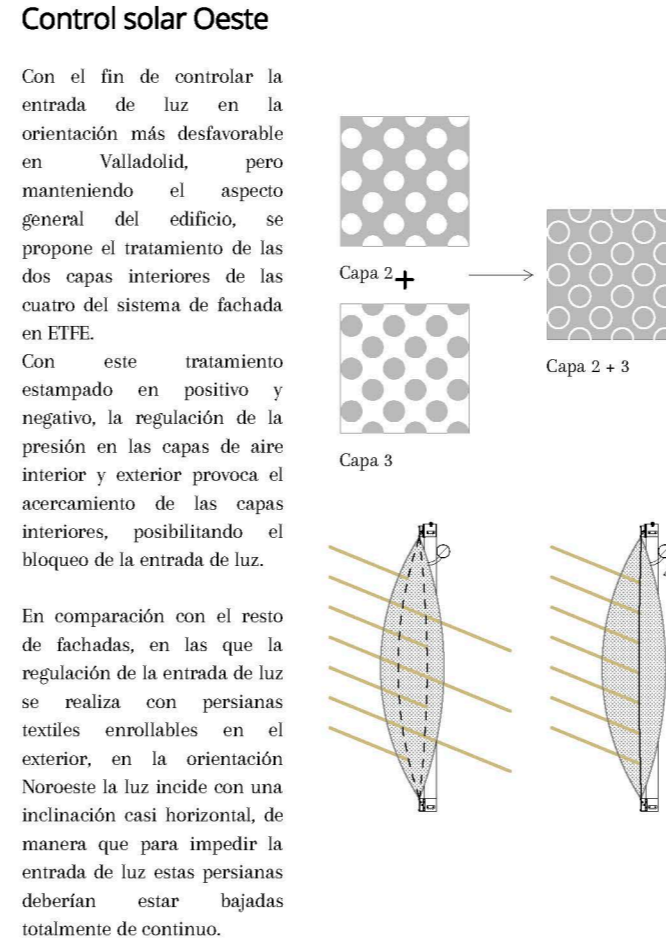 Control solar Oeste
Con el fin de controlar la
entrada de luz en la
orientación más desfavorable
en Valladolid, pero
manteniendo el aspecto
general del edificio, se
propone el tratamiento de las
dos capas interiores de las
cuatro del sistema de fachada
en ETFE.
Con este tratamiento
estampado en positivo y
negativo, la regulación de la
presión en las capas de aire
interior y exterior provoca el
acercamiento de las capas
interiores, posibilitando el
bloqueo de la entrada de luz.
En comparación con el resto
de fachadas, en las que la
regulación de la entrada de luz
se realiza con persianas
textiles enrollables en el
exterior, en la orientación
Noroeste la luz incide con una
inclinación casi horizontal, de
manera que para impedir la
entrada de luz estas persianas
deberían estar bajadas
totalmente de continuo.
Capa 2 +
Capa 3
Capa 2 + 3